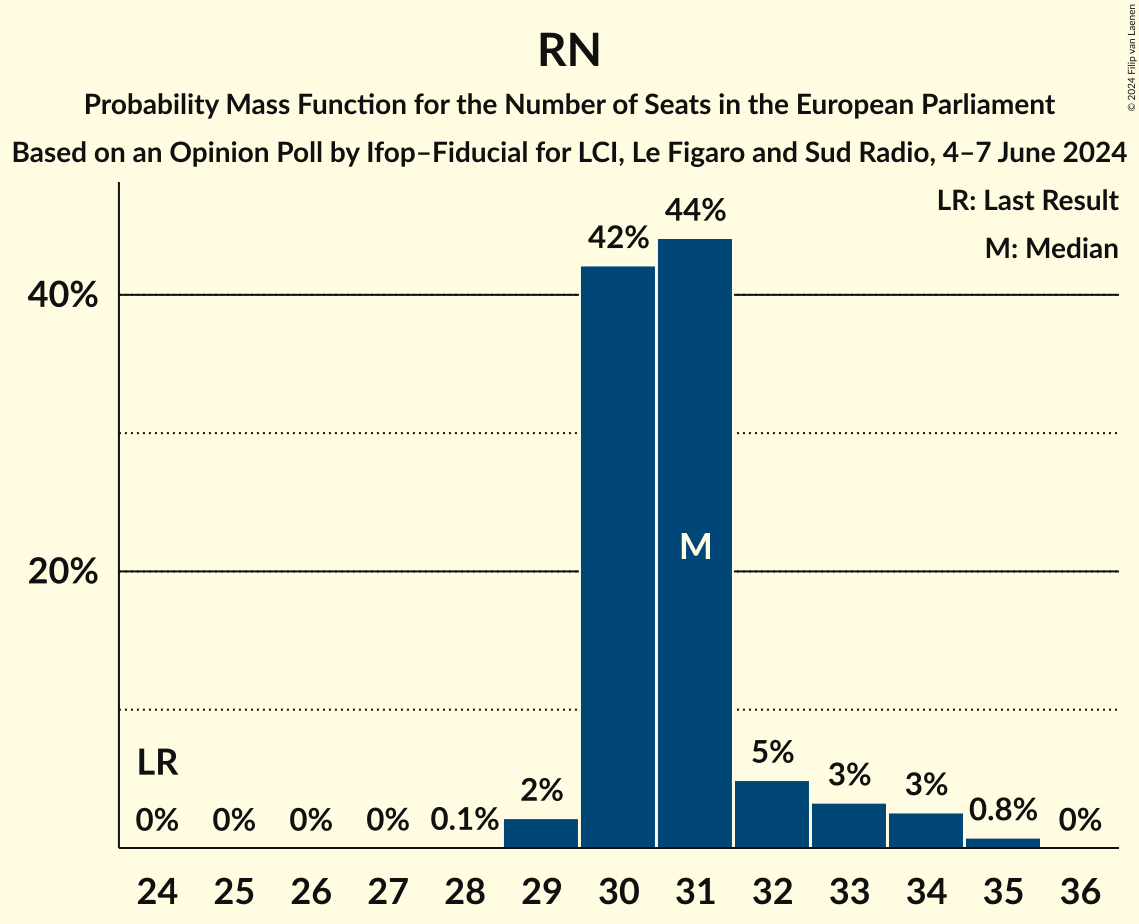 RN
Probability Mass Function for the Number of Seats in the European Parliament
Based on an Opinion Poll by Ifop–Fiducial for LCI, Le Figaro and Sud Radio, 4–7 June 2024
© 2024 Filip van Laenen
LR: Last Result
M: Median
44%
42%
40%
M
20%
LR
5%
3%
3%
2%
0.8%
0% 0% 0% 0% 0.1% 0%
24 25 26 27 28 29 30 31 32 33 34 35 36